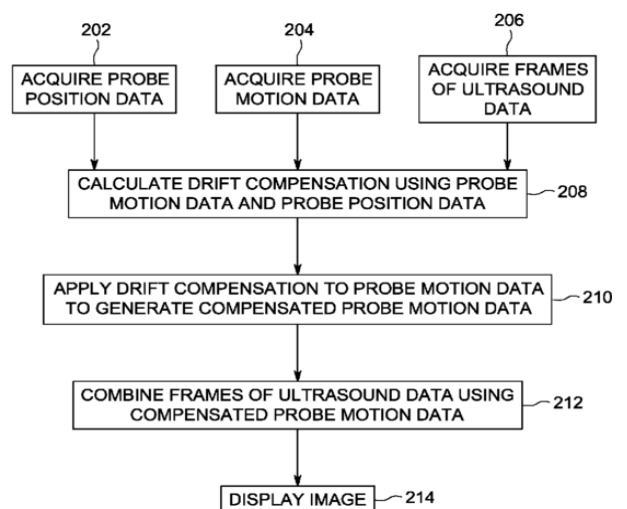 202
204
206
ACQUIRE PROBE
POSITION DATA
ACQUIRE PROBE
MOTION DATA
ACQUIRE FRAMES
OF ULTRASOUND
DATA
CALCULATE DRIFT COMPENSATION USING PROBE
MOTION DATA AND PROBE POSITION DATA
208
APPLY DRIFT COMPENSATION TO PROBE MOTION DATA
TO GENERATE COMPENSATED PROBE MOTION DATA
210
COMBINE FRAMES OF ULTRASOUND DATA USING
COMPENSATED PROBE MOTION DATA
212
DISPLAY IMAGE
214